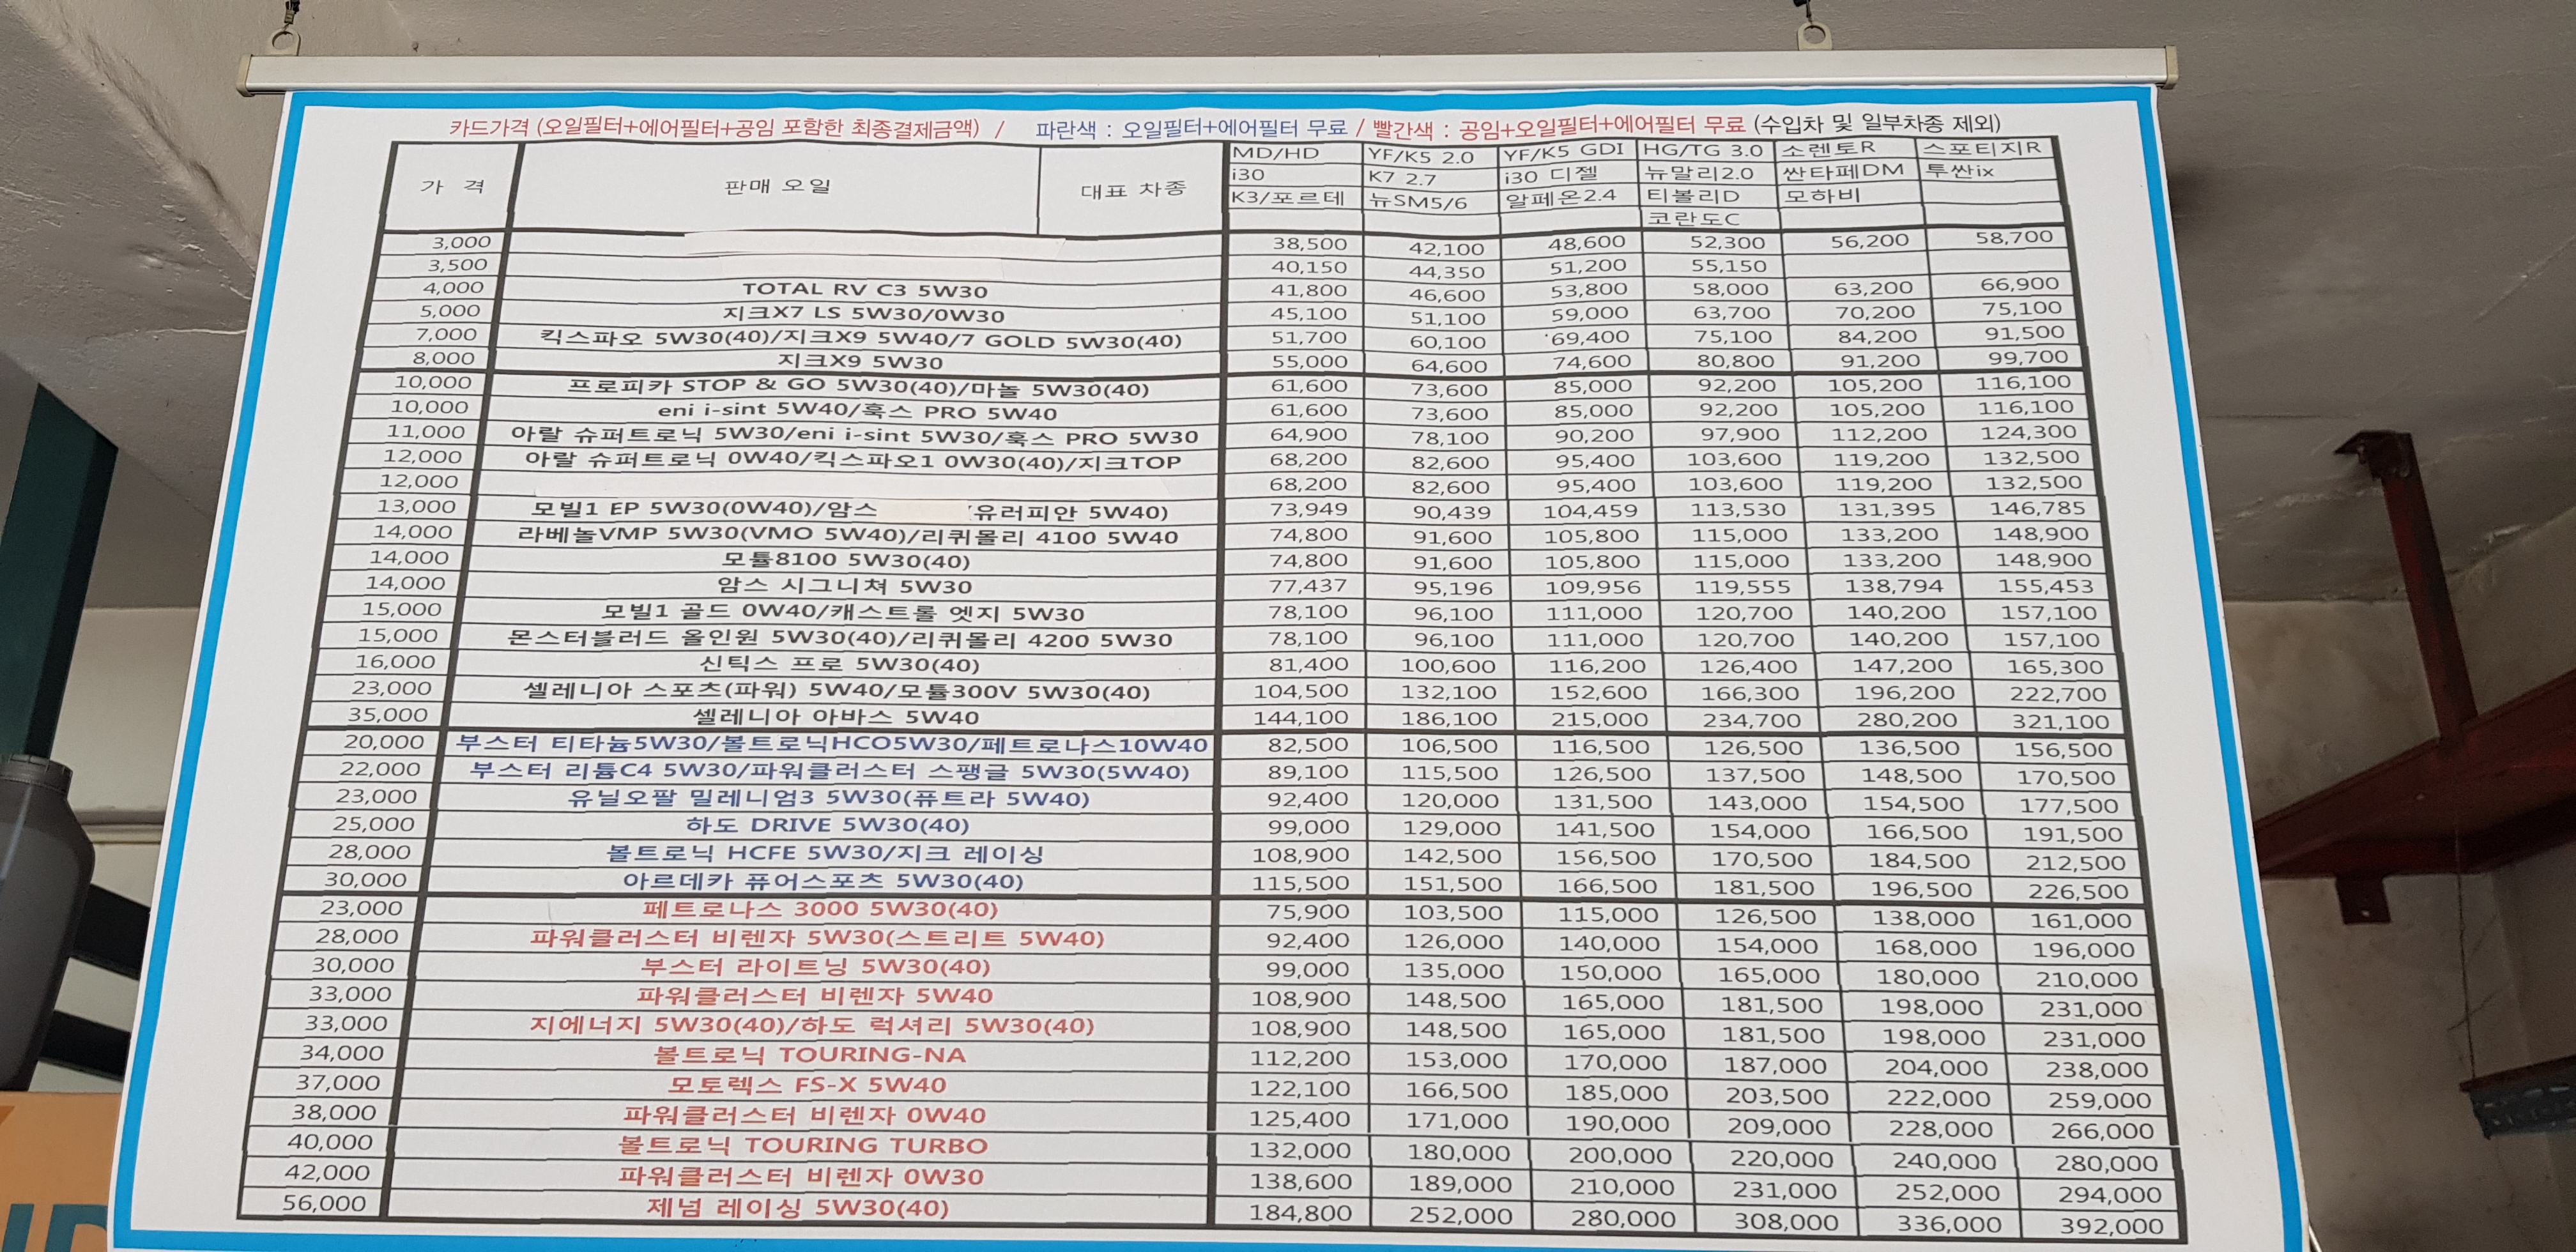 카드가격 (오일필터+에어필터+공임 포함한 최종결제금액) / 파란색 : 오일필터+에어필터 무료 / 빨간색 : 공임+오일필터+에어필터 무료 (수입차 및 일부차종 제외)
가 격 판매 오일 대표 차종
MD/HD YF/K5 2.0 YF/K5 GDI HG/TG 3.0 소렌토R 스포티지R
i30 K7 2.7 i30 디젤 뉴말리2.0 싼타페DM 투싼ix
K3/포르테 뉴SM5/6 알페온2.4 티볼리D 모하비
코란도C
3,000 38,500 42,100 48,600 52,300 56,200 58,700
3,500 40,150 44,350 51,200 55,150
4,000 TOTAL RV C3 5W30 41,800 46,600 53,800 58,000 63,200 66,900
5,000 지크X7 LS 5W30/0W30 45,100 51,100 59,000 63,700 70,200 75,100
7,000 킥스파오 5W30(40)/지크X9 5W40/7 GOLD 5W30(40) 51,700 60,100 69,400 75,100 84,200 91,500
8,000 지크X9 5W30 55,000 64,600 74,600 80,800 91,200 99,700
10,000 프로피카 STOP & GO 5W30(40)/마놀 5W30(40) 61,600 73,600 85,000 92,200 105,200 116,100
10,000 eni i-sint 5W40/훅스 PRO 5W40 61,600 73,600 85,000 92,200 105,200 116,100
11,000 아랄 슈퍼트로닉 5W30/eni i-sint 5W30/훅스 PRO 5W30 64,900 78,100 90,200 97,900 112,200 124,300
12,000 아랄 슈퍼트로닉 0W40/킥스파오1 0W30(40)/지크TOP 68,200 82,600 95,400 103,600 119,200 132,500
12,000 68,200 82,600 95,400 103,600 119,200 132,500
13,000 모빌1 EP 5W30(0W40)/암스 유러피안 5W40) 73,949 90,439 104,459 113,530 131,395 146,785
14,000 라베놀VMP 5W30(VMO 5W40)/리퀴몰리 4100 5W40 74,800 91,600 105,800 115,000 133,200 148,900
14,000 모튤8100 5W30(40) 74,800 91,600 105,800 115,000 133,200 148,900
14,000 암스 시그니쳐 5W30 77,437 95,196 109,956 119,555 138,794 155,453
15,000 모빌1 골드 0W40/캐스트롤 엣지 5W30 78,100 96,100 111,000 120,700 140,200 157,100
15,000 몬스터블러드 올인원 5W30(40)/리퀴몰리 4200 5W30 78,100 96,100 111,000 120,700 140,200 157,100
16,000 신틱스 프로 5W30(40) 81,400 100,600 116,200 126,400 147,200 165,300
23,000 셀레니아 스포츠(파워) 5W40/모튤300V 5W30(40) 104,500 132,100 152,600 166,300 196,200 222,700
35,000 셀레니아 아바스 5W40 144,100 186,100 215,000 234,700 280,200 321,100
20,000 부스터 티타늄5W30/볼트로닉HCO5W30/페트로나스10W40 82,500 106,500 116,500 126,500 136,500 156,500
22,000 부스터 리튬C4 5W30/파워클러스터 스팽글 5W30(5W40) 89,100 115,500 126,500 137,500 148,500 170,500
23,000 유닐오팔 밀레니엄3 5W30(퓨트라 5W40) 92,400 120,000 131,500 143,000 154,500 177,500
25,000 하도 DRIVE 5W30(40) 99,000 129,000 141,500 154,000 166,500 191,500
28,000 볼트로닉 HCFE 5W30/지크 레이싱 108,900 142,500 156,500 170,500 184,500 212,500
30,000 아르데카 퓨어스포츠 5W30(40) 115,500 151,500 166,500 181,500 196,500 226,500
23,000 페트로나스 3000 5W30(40) 75,900 103,500 115,000 126,500 138,000 161,000
28,000 파워클러스터 비렌자 5W30(스트리트 5W40) 92,400 126,000 140,000 154,000 168,000 196,000
30,000 부스터 라이트닝 5W30(40) 99,000 135,000 150,000 165,000 180,000 210,000
33,000 파워클러스터 비렌자 5W40 108,900 148,500 165,000 181,500 198,000 231,000
33,000 지에너지 5W30(40)/하도 럭셔리 5W30(40) 108,900 148,500 165,000 181,500 198,000 231,000
34,000 볼트로닉 TOURING-NA 112,200 153,000 170,000 187,000 204,000 238,000
37,000 모토렉스 FS-X 5W40 122,100 166,500 185,000 203,500 222,000 259,000
38,000 파워클러스터 비렌자 0W40 125,400 171,000 190,000 209,000 228,000 266,000
40,000 볼트로닉 TOURING TURBO 132,000 180,000 200,000 220,000 240,000 280,000
42,000 파워클러스터 비렌자 0W30 138,600 189,000 210,000 231,000 252,000 294,000
56,000 제넘 레이싱 5W30(40) 184,800 252,000 280,000 308,000 336,000 392,000